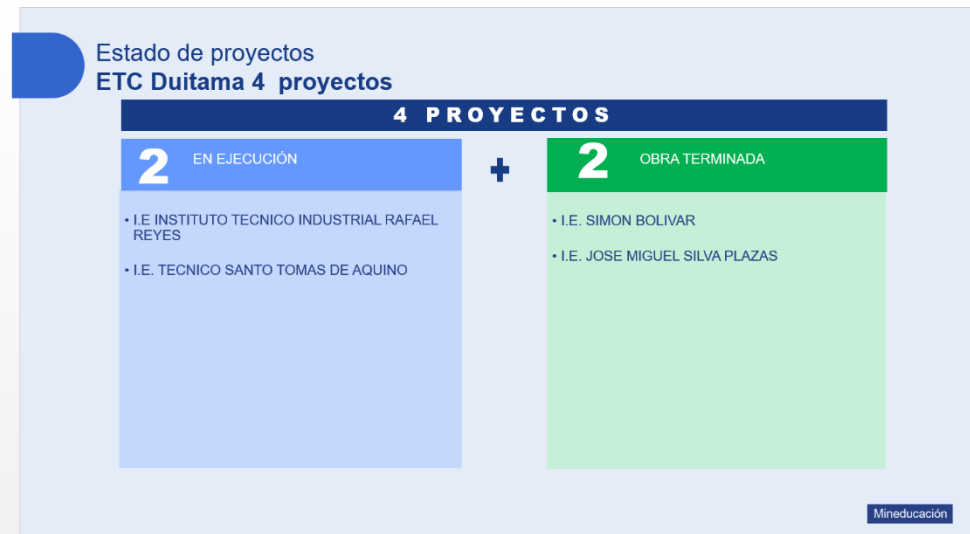 Estado de proyectos
ETC Duitama 4 proyectos
4 PROYECTOS
2 EN EJECUCIÓN
• I.E INSTITUTO TECNICO INDUSTRIAL RAFAEL
REYES
• I.E. TECNICO SANTO TOMAS DE AQUINO
+
2 OBRA TERMINADA
• I.E. SIMON BOLIVAR
• I.E. JOSE MIGUEL SILVA PLAZAS
Mineducación